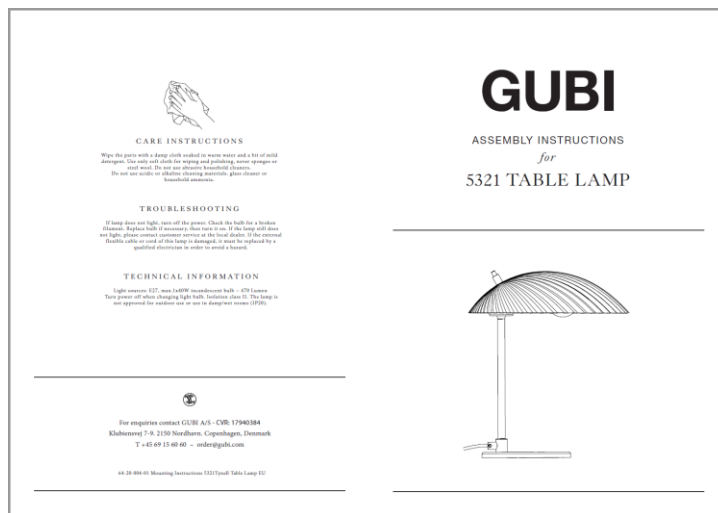 CARE INSTRUCTIONS
Wipe the parts with a damp cloth soaked in warm water and a bit of mild
detergent. Use only soft cloth for wiping and polishing, never sponges or
steel wool. Do not use abrasive household cleaners.
Do not use acidic or alkaline cleaning materials, glass cleaner or
household ammonia.
TROUBLESHOOTING
If lamp does not light, turn off the power. Check the bulb for a broken
filament. Replace bulb if necessary, then turn it on. If the lamp still does
not light, please contact customer service at the local dealer. If the external
flexible cable or cord of this lamp is damaged, it must be replaced by a
qualified electrician in order to avoid a hazard.
TECHNICAL INFORMATION
Light sources: E27, max.1x40W incandescent bulb – 470 Lumen
Turn power off when changing light bulb. Isolation class II. The lamp is
not approved for outdoor use or use in damp/wet rooms (IP20).
For enquiries contact GUBI A/S - CVR: 17940384
Klubiensvej 7-9. 2150 Nordhavn. Copenhagen, Denmark
T +45 69 15 60 60 – order@gubi.com
64-20-004-01 Mounting Instructions 5321Tynell Table Lamp EU
GUBI
ASSEMBLY INSTRUCTIONS
for
5321 TABLE LAMP